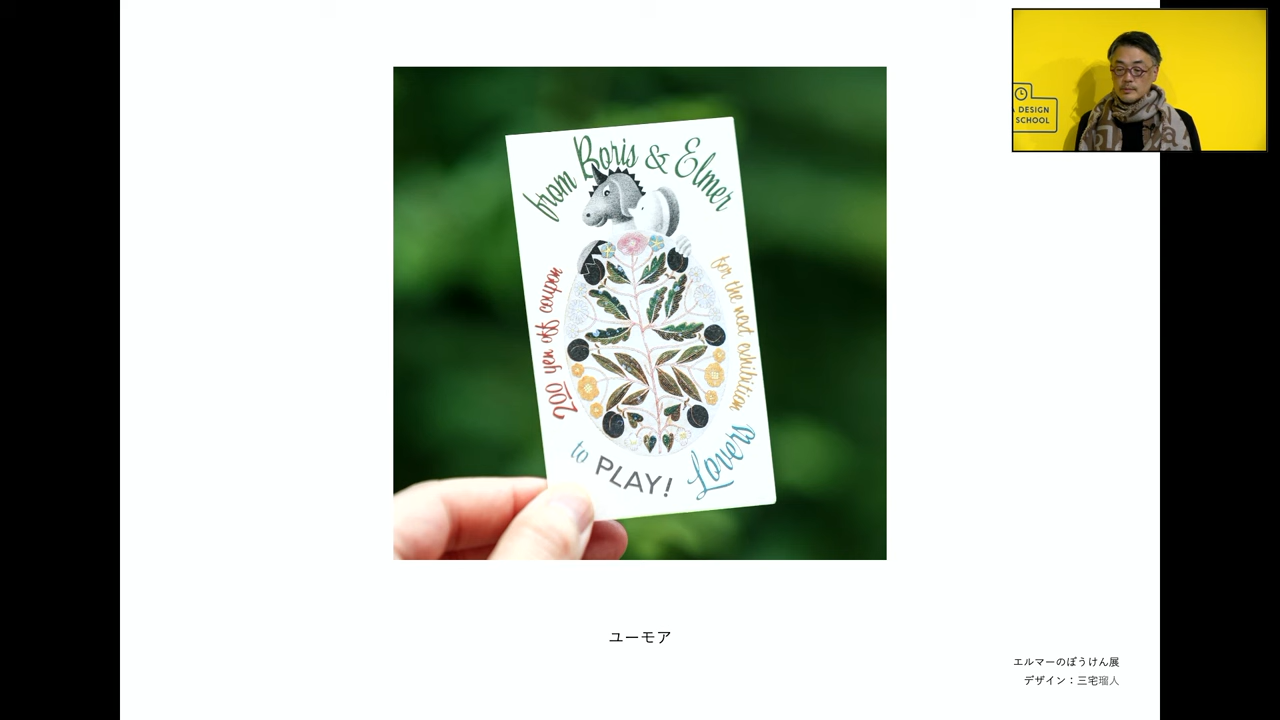 from Boris & Elmer
200 yen off coupon
for the next exhibition
to PLAY! Lovers
ユーモア
エルマーのぼうけん展
デザイン：三宅瑠人
DESIGN
SCHOOL